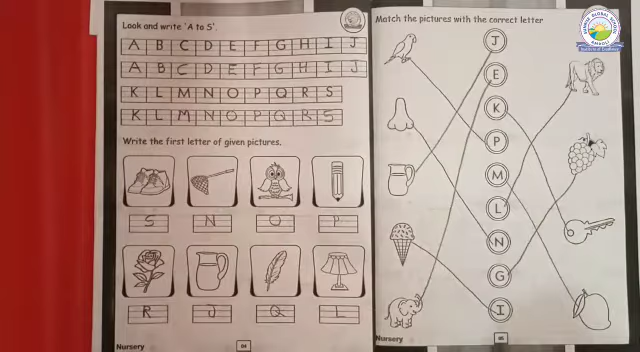 Look and write 'A to S'.
A B C D E F G H I J
A B C D E F G H I J
K L M N O P Q R S
K L M N O P Q R S
Write the first letter of given pictures.
S N O P
R J Q L
Nursery 84
Match the pictures with the correct letter
J
E
K
P
M
L
N
G
I
Nursery